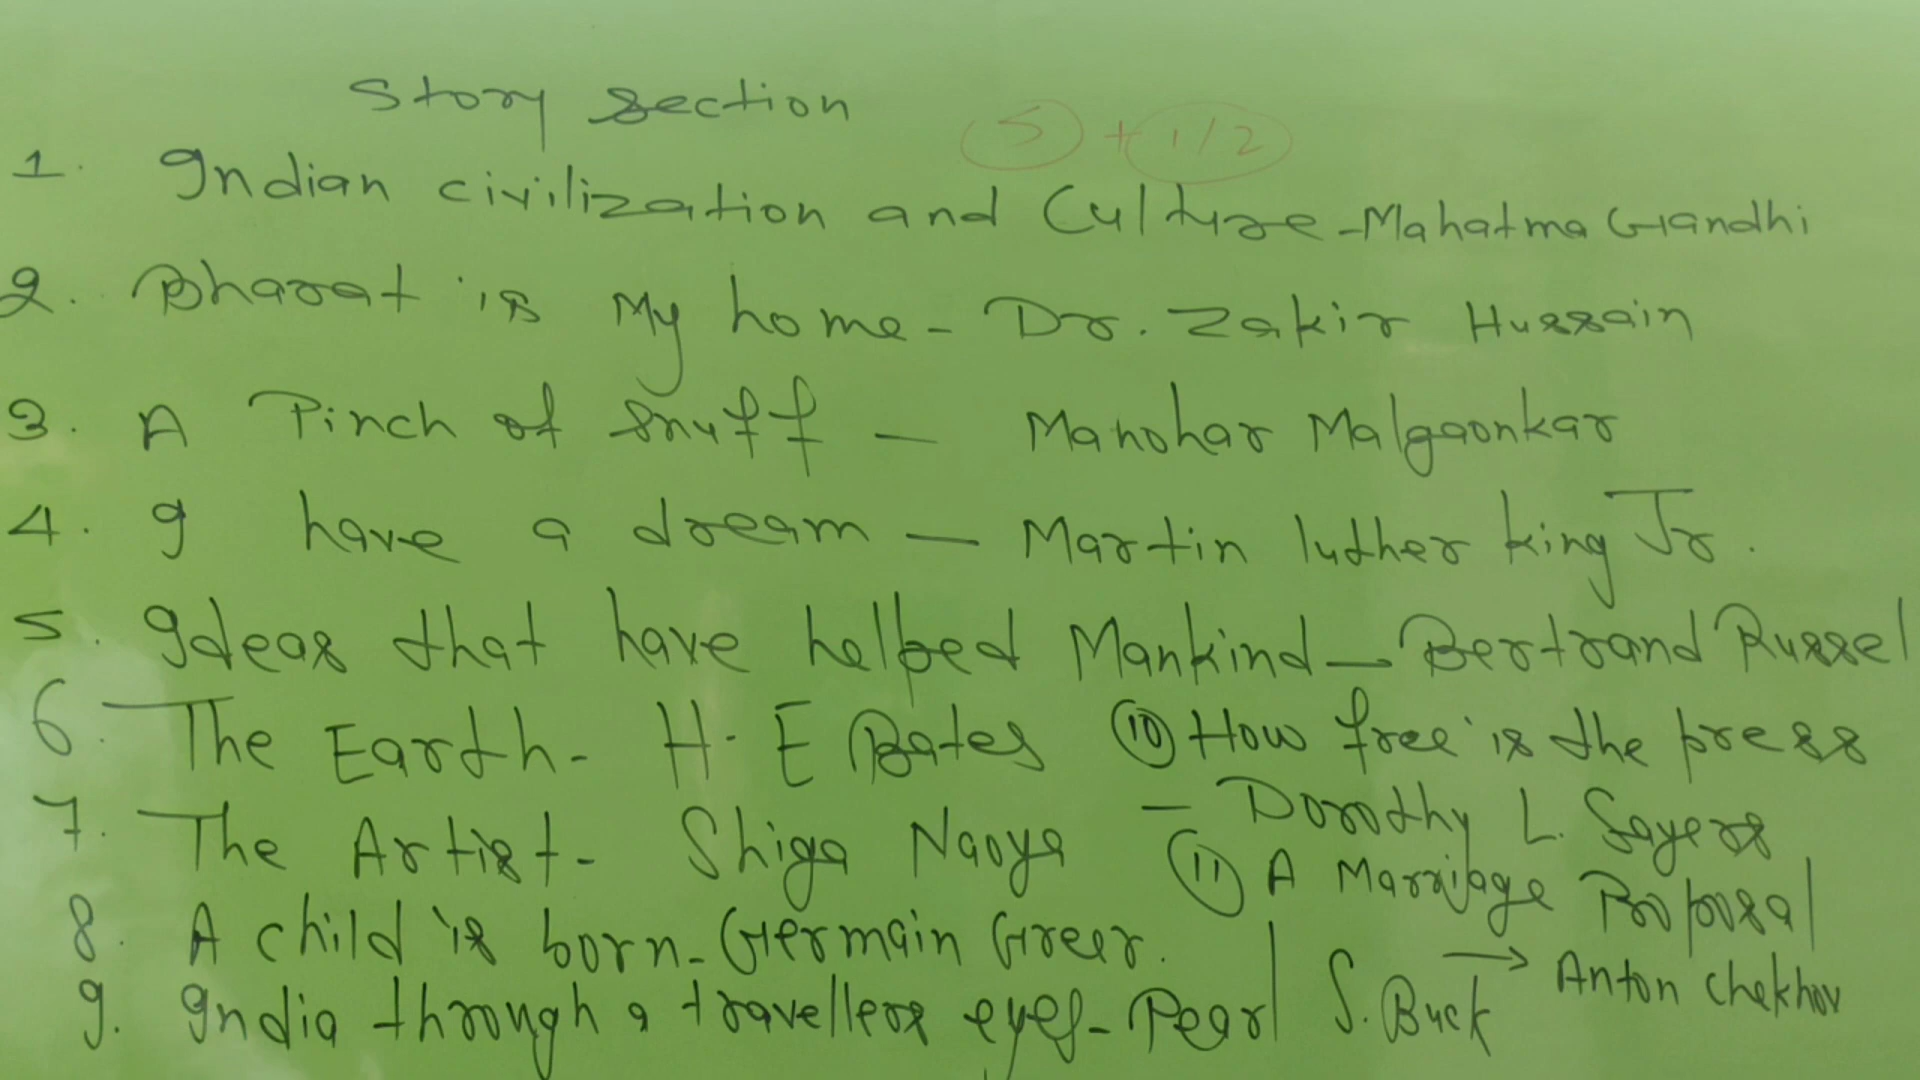 Story section
5 + 1/2
1. Indian civilization and Culture - Mahatma Gandhi
2. Bharat is My home - Dr. Zakir Hussain
3. A Pinch of Snuff - Manohar Malgaonkar
4. I have a dream - Martin luther king Jr.
5. Ideas that have helped Mankind - Bertrand Russel
6. The Earth - H. E Bates
7. The Artist - Shiga Naoya
8. A child is born - Germain Greer.
9. India through a travellers eyes - Pearl S. Buck
10 How free is the press
- Dorothy L. Sayers
11 A Marriage Proposal
→ Anton Chekhov